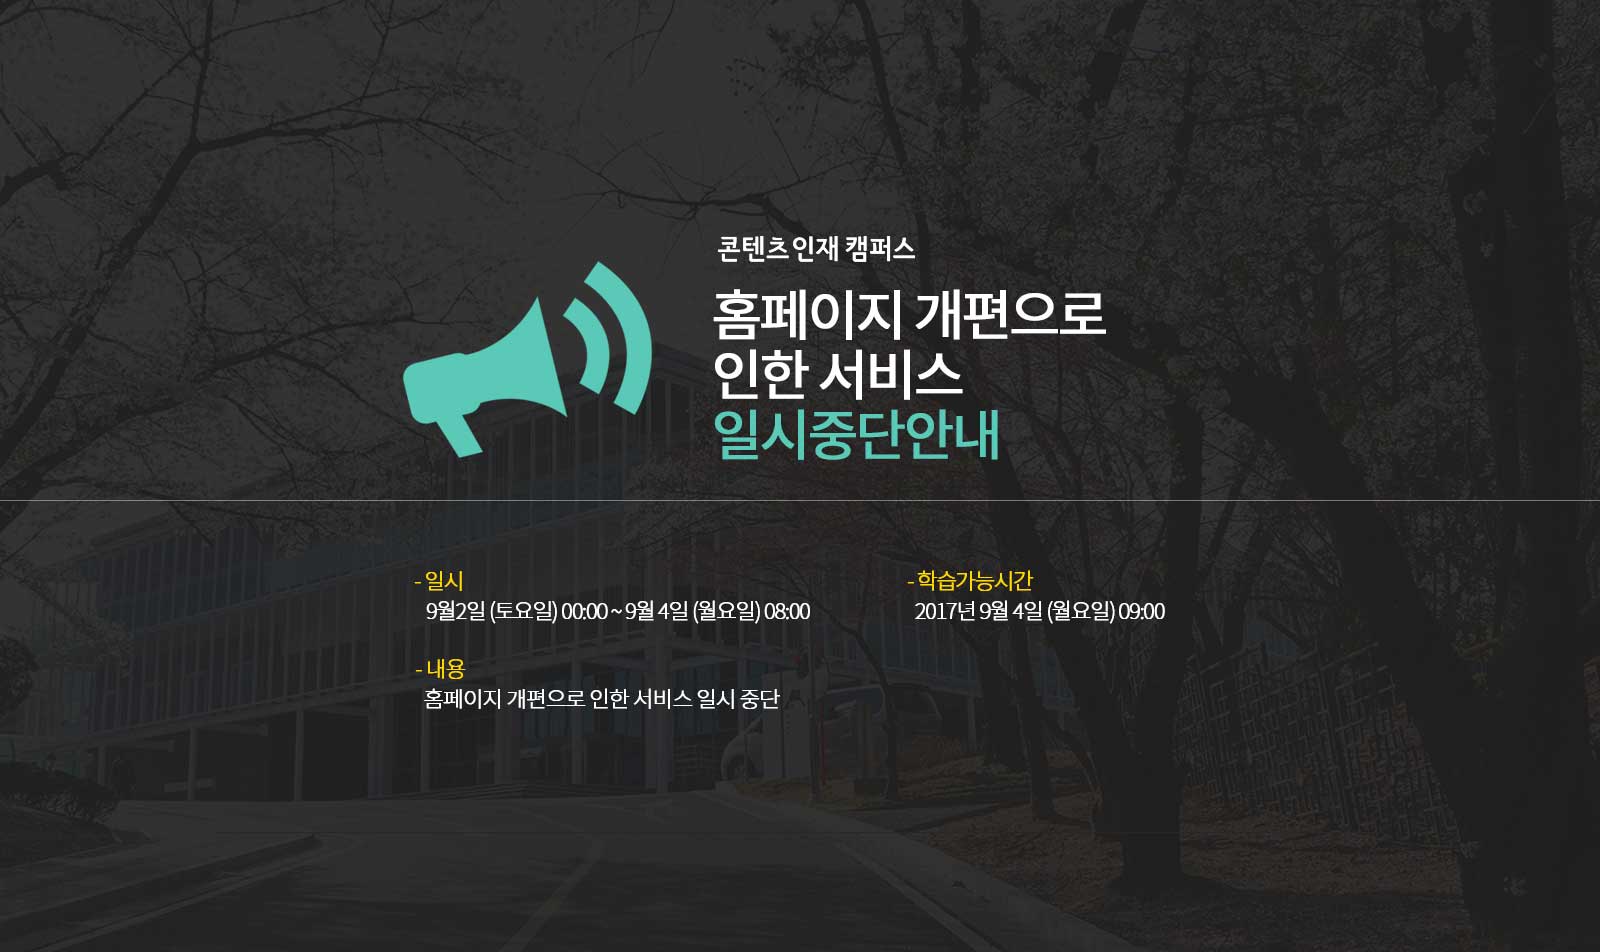 콘텐츠 인재 캠퍼스
홈페이지 개편으로
인한 서비스
일시중단안내
- 일시
9월2일 (토요일) 00:00 ~ 9월 4일 (월요일) 08:00
- 학습가능시간
2017년 9월 4일 (월요일) 09:00
- 내용
홈페이지 개편으로 인한 서비스 일시 중단